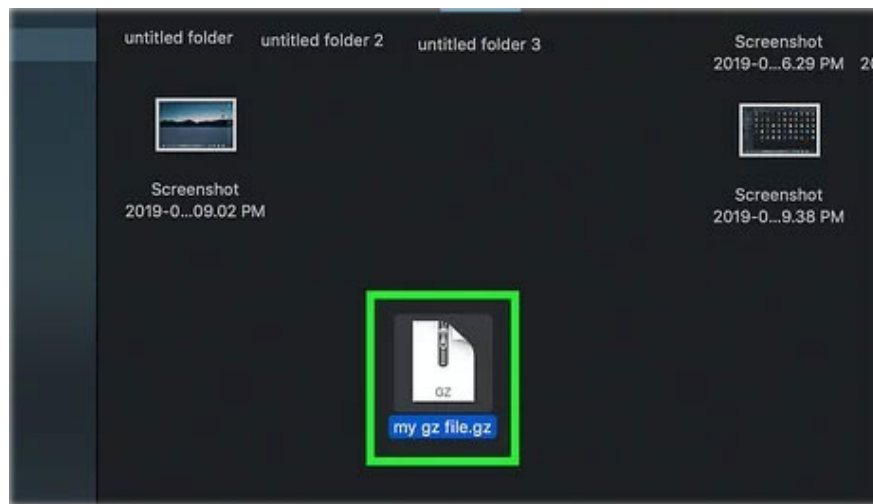 untitled folder
untitled folder 2
untitled folder 3
Screenshot
2019-0...6.29 PM
Screenshot
2019-0...09.02 PM
Screenshot
2019-0...9.38 PM
GZ
my gz file.gz